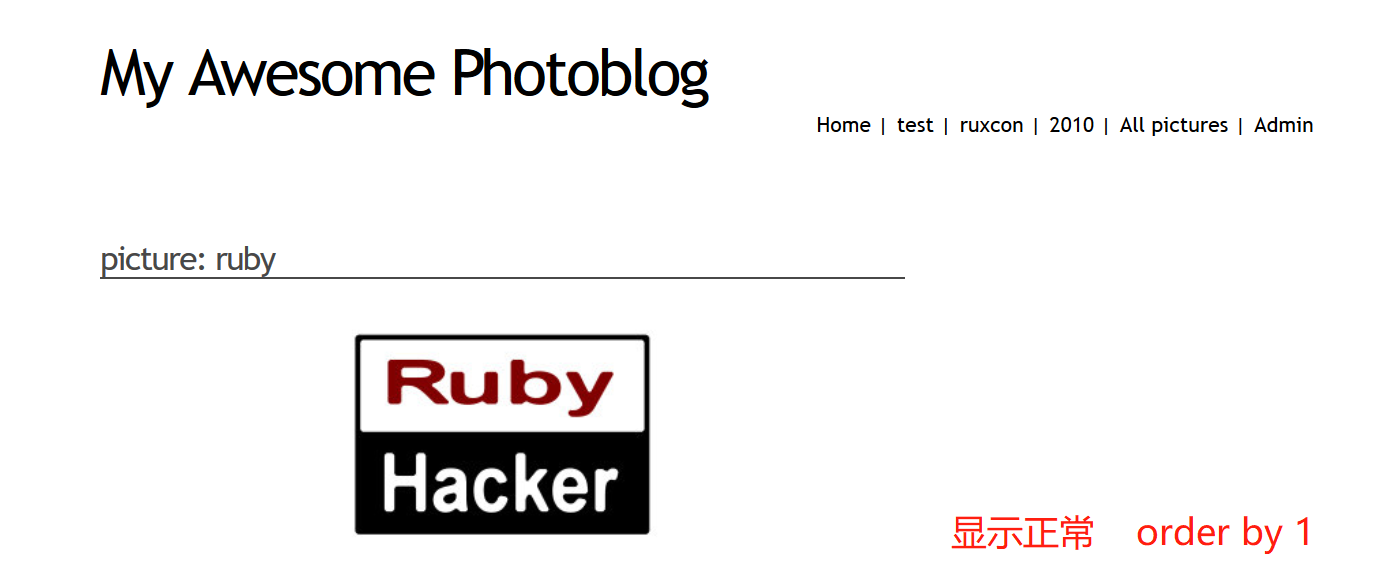 My Awesome Photoblog
Home | test | ruxcon | 2010 | All pictures | Admin
picture: ruby
Ruby
Hacker
显示正常 order by 1